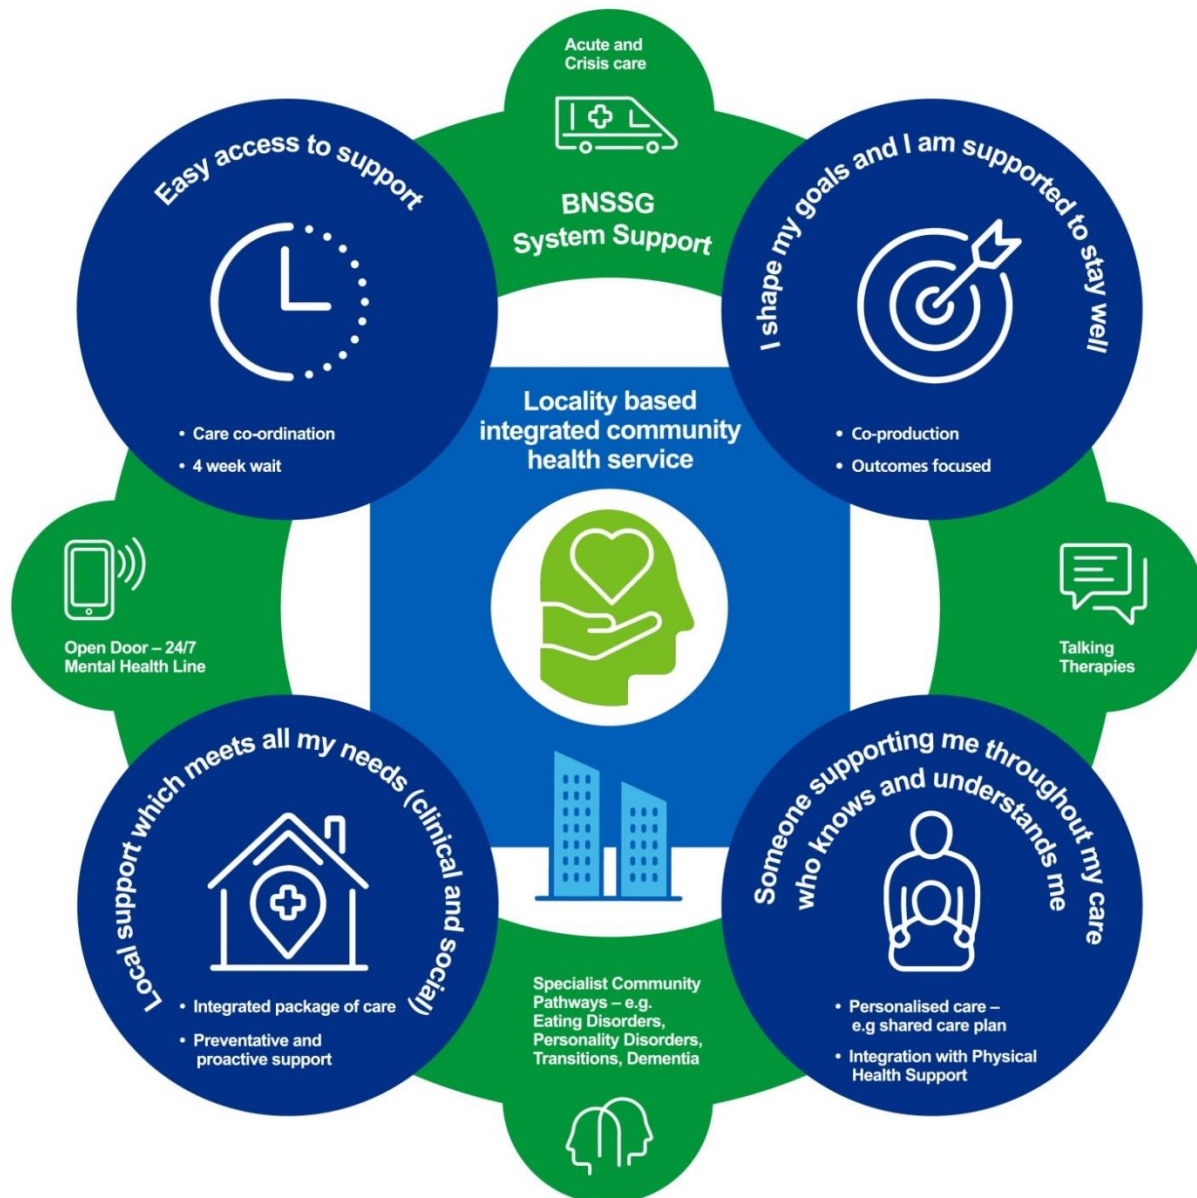 Acute and
Crisis care
BNSSG
System Support
Easy access to support
• Care co-ordination
• 4 week wait
I shape my goals and I am supported to stay well
• Co-production
• Outcomes focused
Locality based
integrated community
health service
Open Door – 24/7
Mental Health Line
Talking
Therapies
Local support which meets all my needs (clinical and social)
• Integrated package of care
• Preventative and
proactive support
Someone supporting me throughout my care
who knows and understands me
• Personalised care –
e.g shared care plan
• Integration with Physical
Health Support
Specialist Community
Pathways – e.g.
Eating Disorders,
Personality Disorders,
Transitions, Dementia